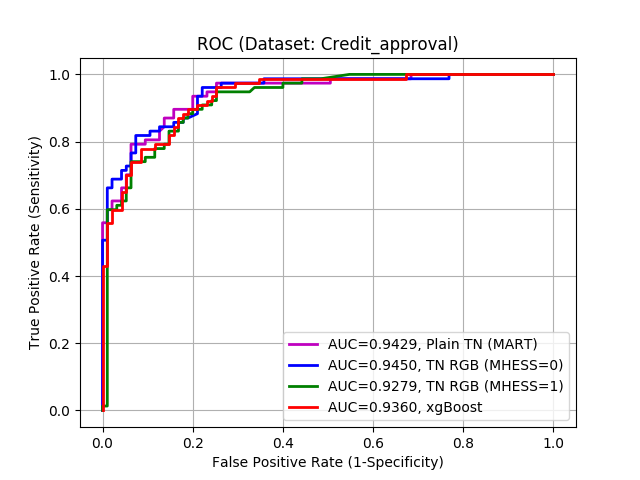 ROC (Dataset: Credit_approval)
True Positive Rate (Sensitivity)
1.0
0.8
0.6
0.4
0.2
0.0
AUC=0.9429, Plain TN (MART)
AUC=0.9450, TN RGB (MHESS=0)
AUC=0.9279, TN RGB (MHESS=1)
AUC=0.9360, xgBoost
0.0 0.2 0.4 0.6 0.8 1.0
False Positive Rate (1-Specificity)